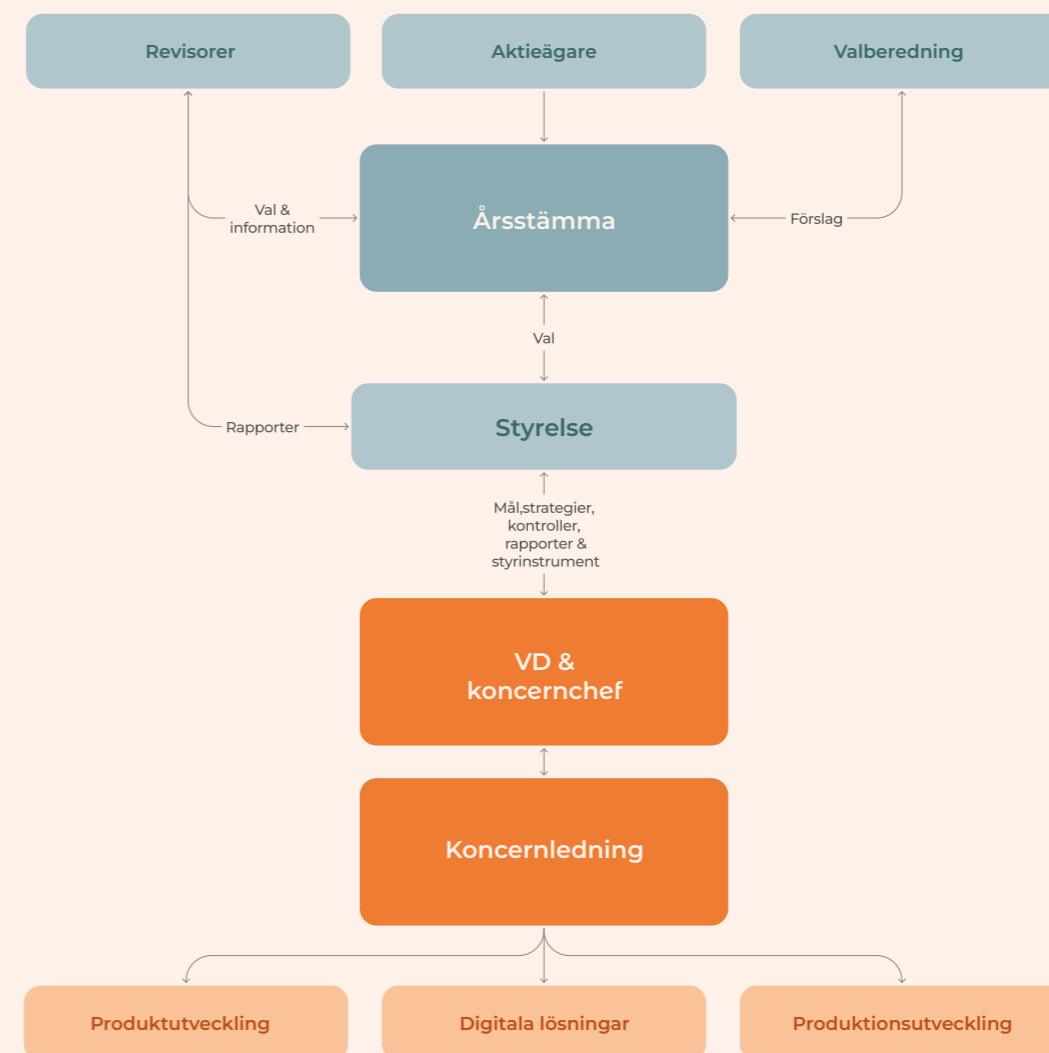 Revisorer
Aktieägare
Valberedning
Årsstämma
Val &
information
Förslag
Val
Styrelse
Rapporter
Mål,strategier,
kontroller,
rapporter &
styrinstrument
VD &
koncernchef
Koncernledning
Produktutveckling
Digitala lösningar
Produktionsutveckling